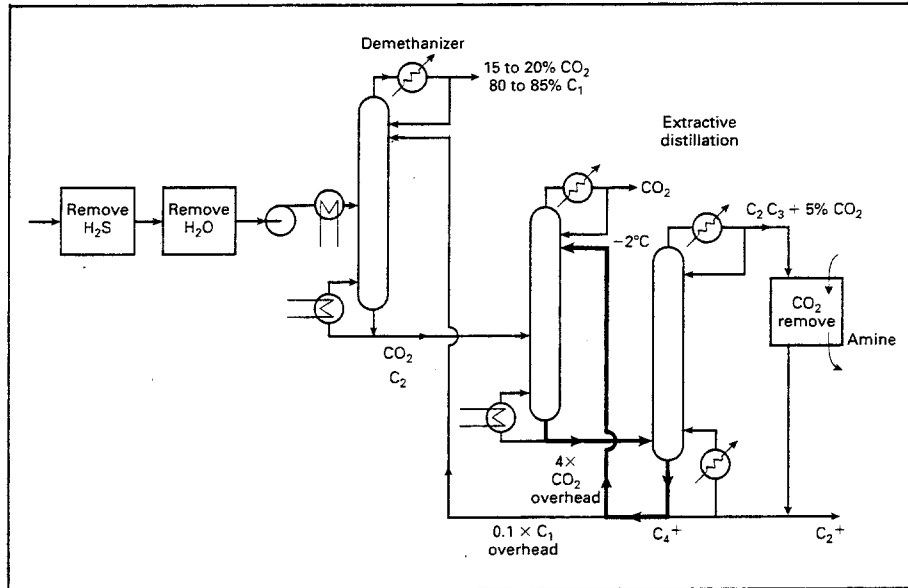 Demethanizer
15 to 20% CO₂
80 to 85% C₁
Extractive
distillation
Remove
H₂S
Remove
H₂O
CO₂
−2°C
C₂ C₃ + 5% CO₂
CO₂
remove
Amine
CO₂
C₂
4×
CO₂
overhead
0.1 × C₁
overhead
C₄+
C₂+